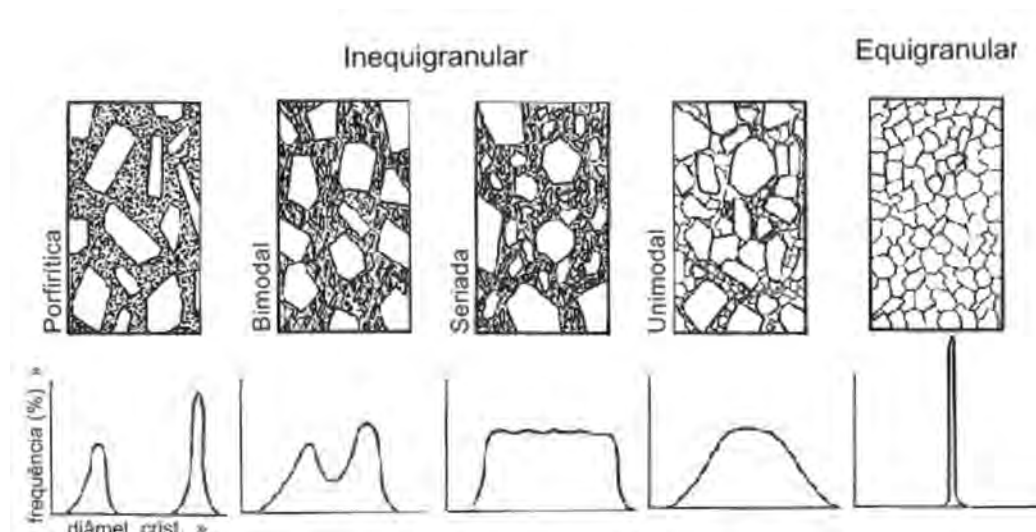 Inequigranular
Equigranular
Porfirítica
Bimodal
Seriada
Unimodal
frequência (%) »
diâmet. crist. »